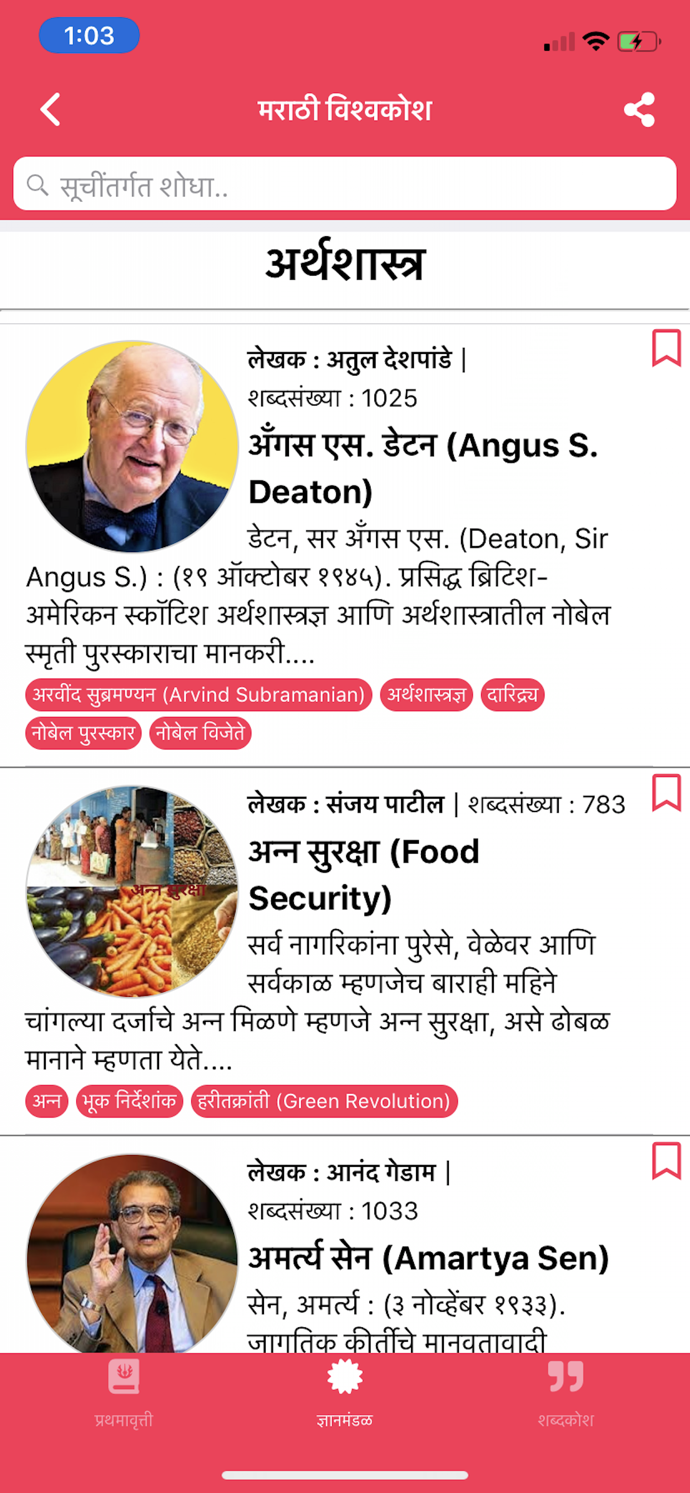 1:03
मराठी विश्वकोश
सूचींतर्गत शोधा..
अर्थशास्त्र
लेखक : अतुल देशपांडे |
शब्दसंख्या : 1025
अँगस एस. डेटन (Angus S.
Deaton)
डेटन, सर अँगस एस. (Deaton, Sir
Angus S.) : (१९ ऑक्टोबर १९४५). प्रसिद्ध ब्रिटिश-
अमेरिकन स्कॉटिश अर्थशास्त्रज्ञ आणि अर्थशास्त्रातील नोबेल
स्मृती पुरस्काराचा मानकरी....
अरवींद सुब्रमण्यन (Arvind Subramanian) अर्थशास्त्रज्ञ दारिद्र्य
नोबेल पुरस्कार नोबेल विजेते
लेखक : संजय पाटील | शब्दसंख्या : 783
अन्न सुरक्षा
अन्न सुरक्षा (Food
Security)
सर्व नागरिकांना पुरेसे, वेळेवर आणि
सर्वकाळ म्हणजेच बाराही महिने
चांगल्या दर्जाचे अन्न मिळणे म्हणजे अन्न सुरक्षा, असे ढोबळ
मानाने म्हणता येते....
अन्न भूक निर्देशांक हरीतक्रांती (Green Revolution)
लेखक : आनंद गेडाम |
शब्दसंख्या : 1033
अमर्त्य सेन (Amartya Sen)
सेन, अमर्त्य : (३ नोव्हेंबर १९३३).
जागतिक कीर्तीचे मानवतावादी
प्रथमावृत्ती ज्ञानमंडळ शब्दकोश